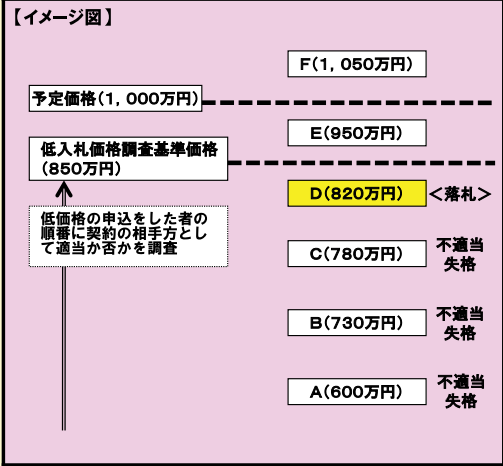 【イメージ図】
F(1,050万円)
予定価格(1,000万円)
E(950万円)
低入札価格調査基準価格
(850万円)
D(820万円)
<落札>
低価格の申込をした者の
順番に契約の相手方とし
て適当か否かを調査
C(780万円)
不適当
失格
B(730万円)
不適当
失格
A(600万円)
不適当
失格